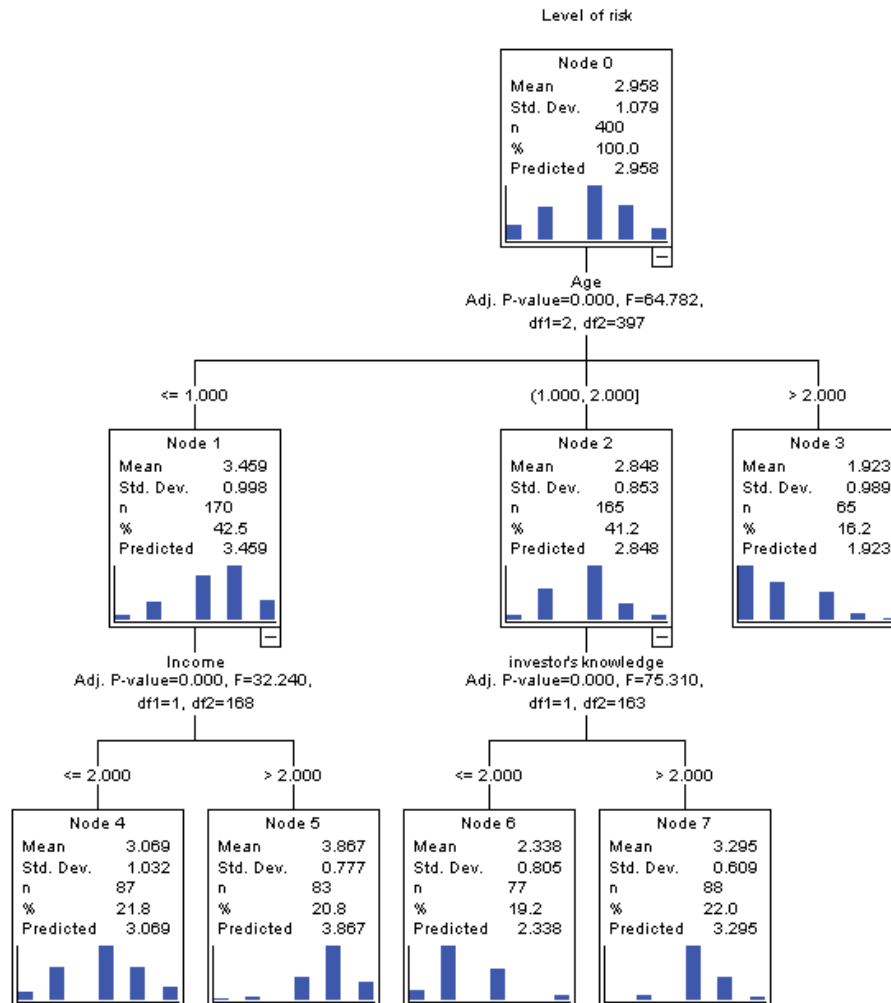 Level of risk
Node 0
Mean 2.958
Std. Dev. 1.079
n 400
% 100.0
Predicted 2.958
Age
Adj. P-value=0.000, F=64.782,
df1=2, df2=397
<= 1.000
(1.000, 2.000]
> 2.000
Node 1
Mean 3.459
Std. Dev. 0.998
n 170
% 42.5
Predicted 3.459
Node 2
Mean 2.848
Std. Dev. 0.853
n 165
% 41.2
Predicted 2.848
Node 3
Mean 1.923
Std. Dev. 0.989
n 65
% 16.2
Predicted 1.923
Income
Adj. P-value=0.000, F=32.240,
df1=1, df2=168
investor's knowledge
Adj. P-value=0.000, F=75.310,
df1=1, df2=163
<= 2.000
> 2.000
<= 2.000
> 2.000
Node 4
Mean 3.069
Std. Dev. 1.032
n 87
% 21.8
Predicted 3.069
Node 5
Mean 3.867
Std. Dev. 0.777
n 83
% 20.8
Predicted 3.867
Node 6
Mean 2.338
Std. Dev. 0.805
n 77
% 19.2
Predicted 2.338
Node 7
Mean 3.295
Std. Dev. 0.609
n 88
% 22.0
Predicted 3.295